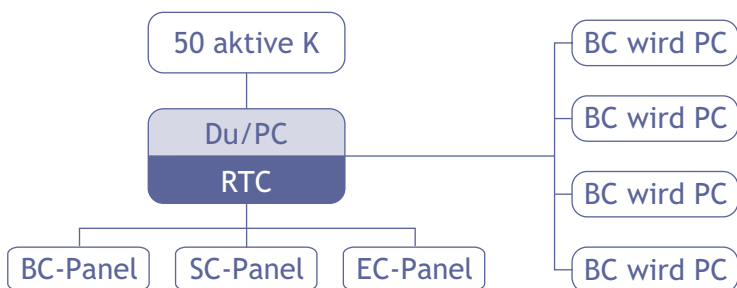 50 aktive K
Du/PC
RTC
BC-Panel
SC-Panel
EC-Panel
BC wird PC
BC wird PC
BC wird PC
BC wird PC